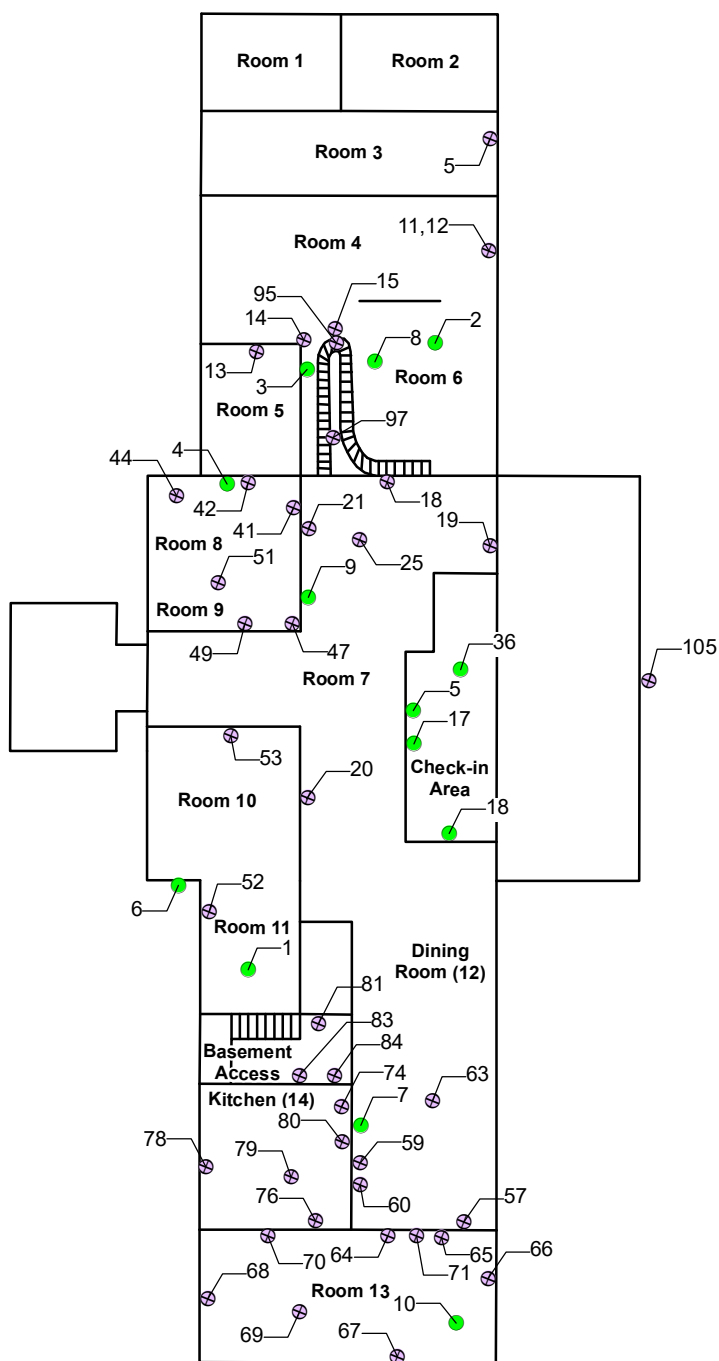 Room 1
Room 2
Room 3
5
Room 4
11,12
15
95
14
8
2
13
3
Room 6
Room 5
97
44
4
42
18
41
21
19
Room 8
51
9
25
Room 9
49
47
36
105
Room 7
5
17
53
20
Check-in
Area
Room 10
18
6
52
Room 11
1
Dining
Room (12)
81
83
Basement
Access
84
63
Kitchen (14)
74
7
80
78
59
79
60
76
57
70
64
71
65
66
68
Room 13
10
69
67